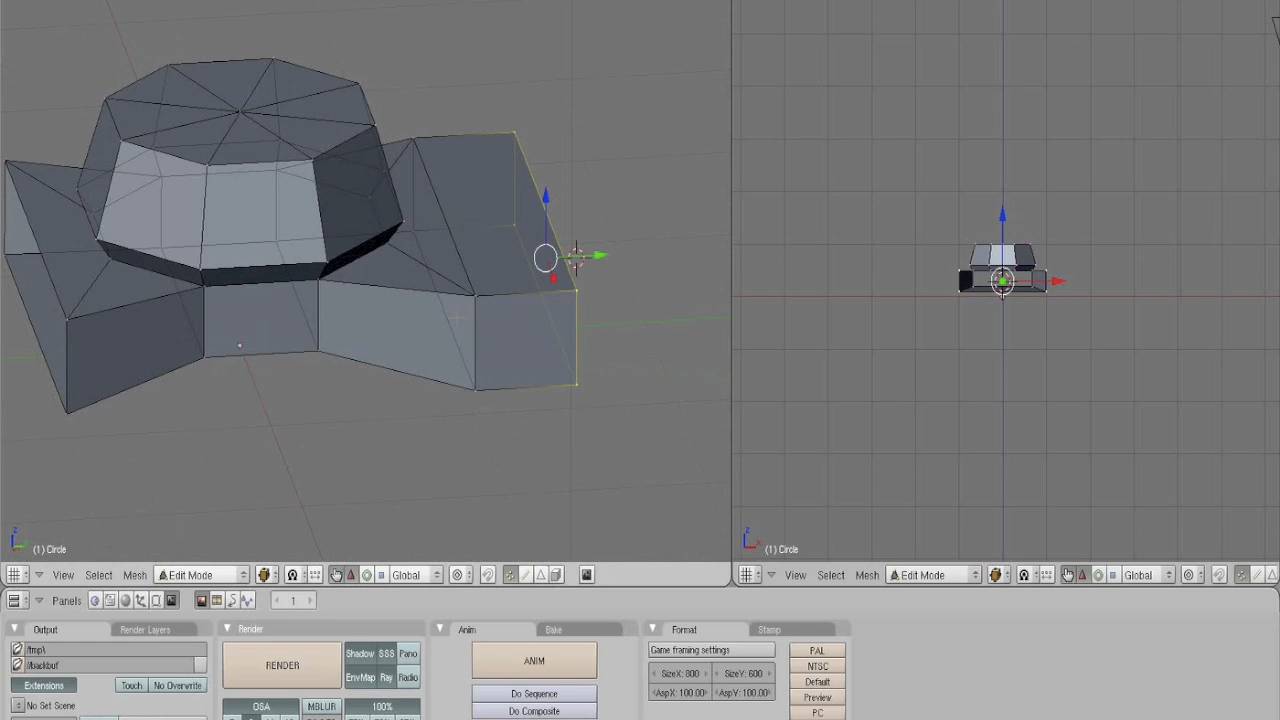 z
(1) Circle
View Select Mesh Edit Mode Global
z
x
(1) Circle
View Select Mesh Edit Mode Global
Panels 1
Output Render Layers
/tmp\
//backbuf
Extensions Touch No Overwrite
No Set Scene
Render
RENDER
Shadow SSS Pano
EnvMap Ray Radio
OSA MBLUR 100%
Anim Bake
ANIM
Do Sequence
Do Composite
Format Stamp
Game framing settings
SizeX: 800 SizeY: 600
AspX: 100.00 AspY: 100.00
PAL
NTSC
Default
Preview
PC